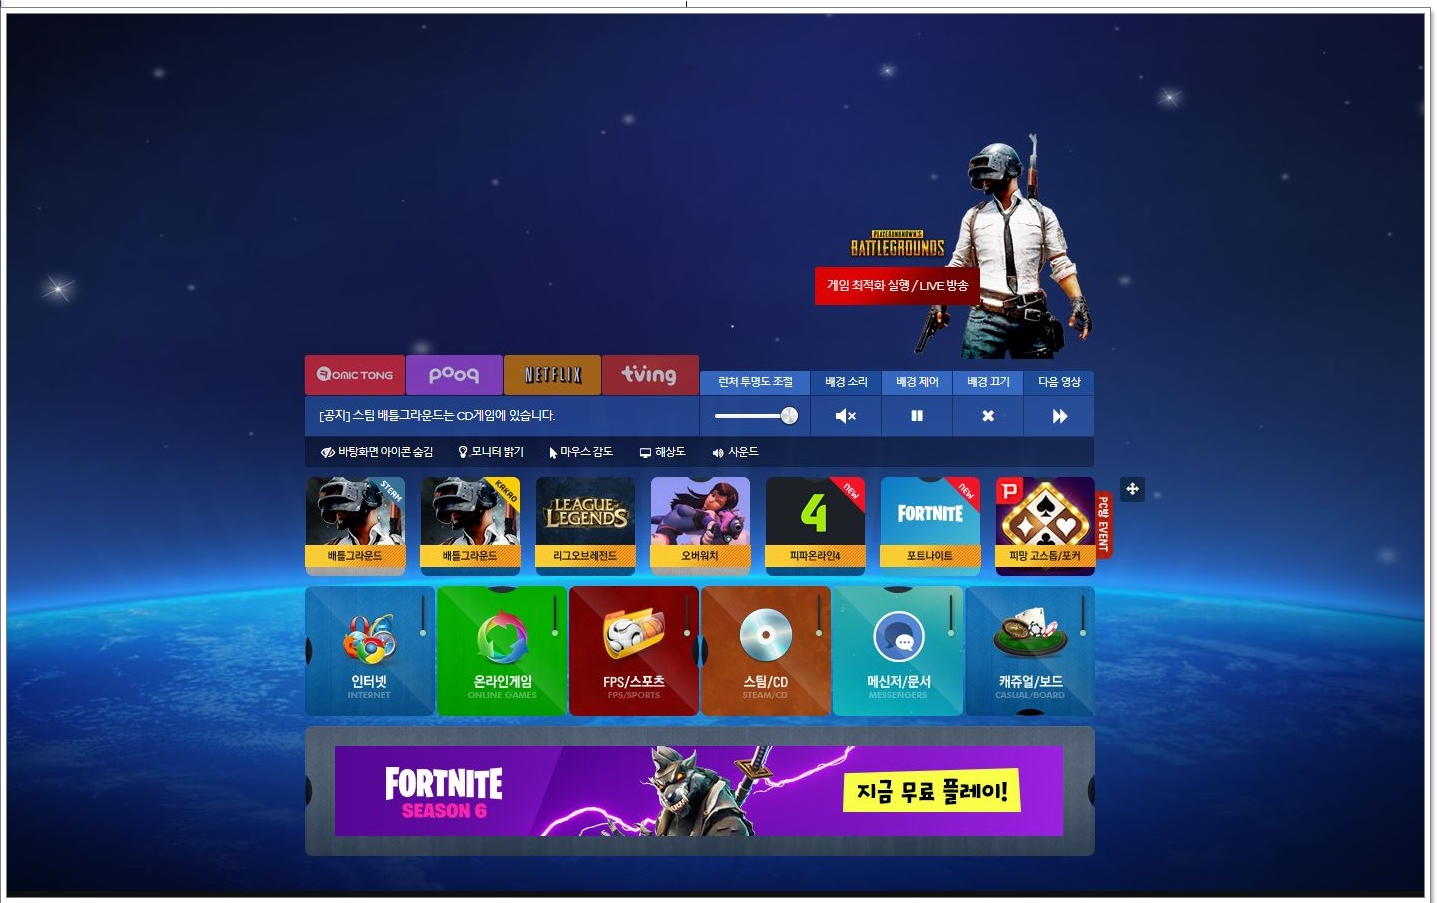 PLAYERUNKNOWN'S
BATTLEGROUNDS
게임 최적화 실행 / LIVE 방송
COMIC TONG
pooq
NETFLIX
tving
런처 투명도 조절
배경 소리
배경 제어
배경 끄기
다음 영상
[공지] 스팀 배틀그라운드는 CD게임에 있습니다.
바탕화면 아이콘 숨김
모니터 밝기
마우스 감도
해상도
사운드
STEAM
배틀그라운드
KAKAO
배틀그라운드
LEAGUE of LEGENDS
리그오브레전드
오버워치
NEW
4
피파온라인4
NEW
FORTNITE
포트나이트
P
피망 고스톱/포커
PC방 EVENT
인터넷
INTERNET
온라인게임
ONLINE GAMES
FPS/스포츠
FPS/SPORTS
스팀/CD
STEAM/CD
메신저/문서
MESSENGERS
캐쥬얼/보드
CASUAL/BOARD
FORTNITE
SEASON 6
지금 무료 플레이!